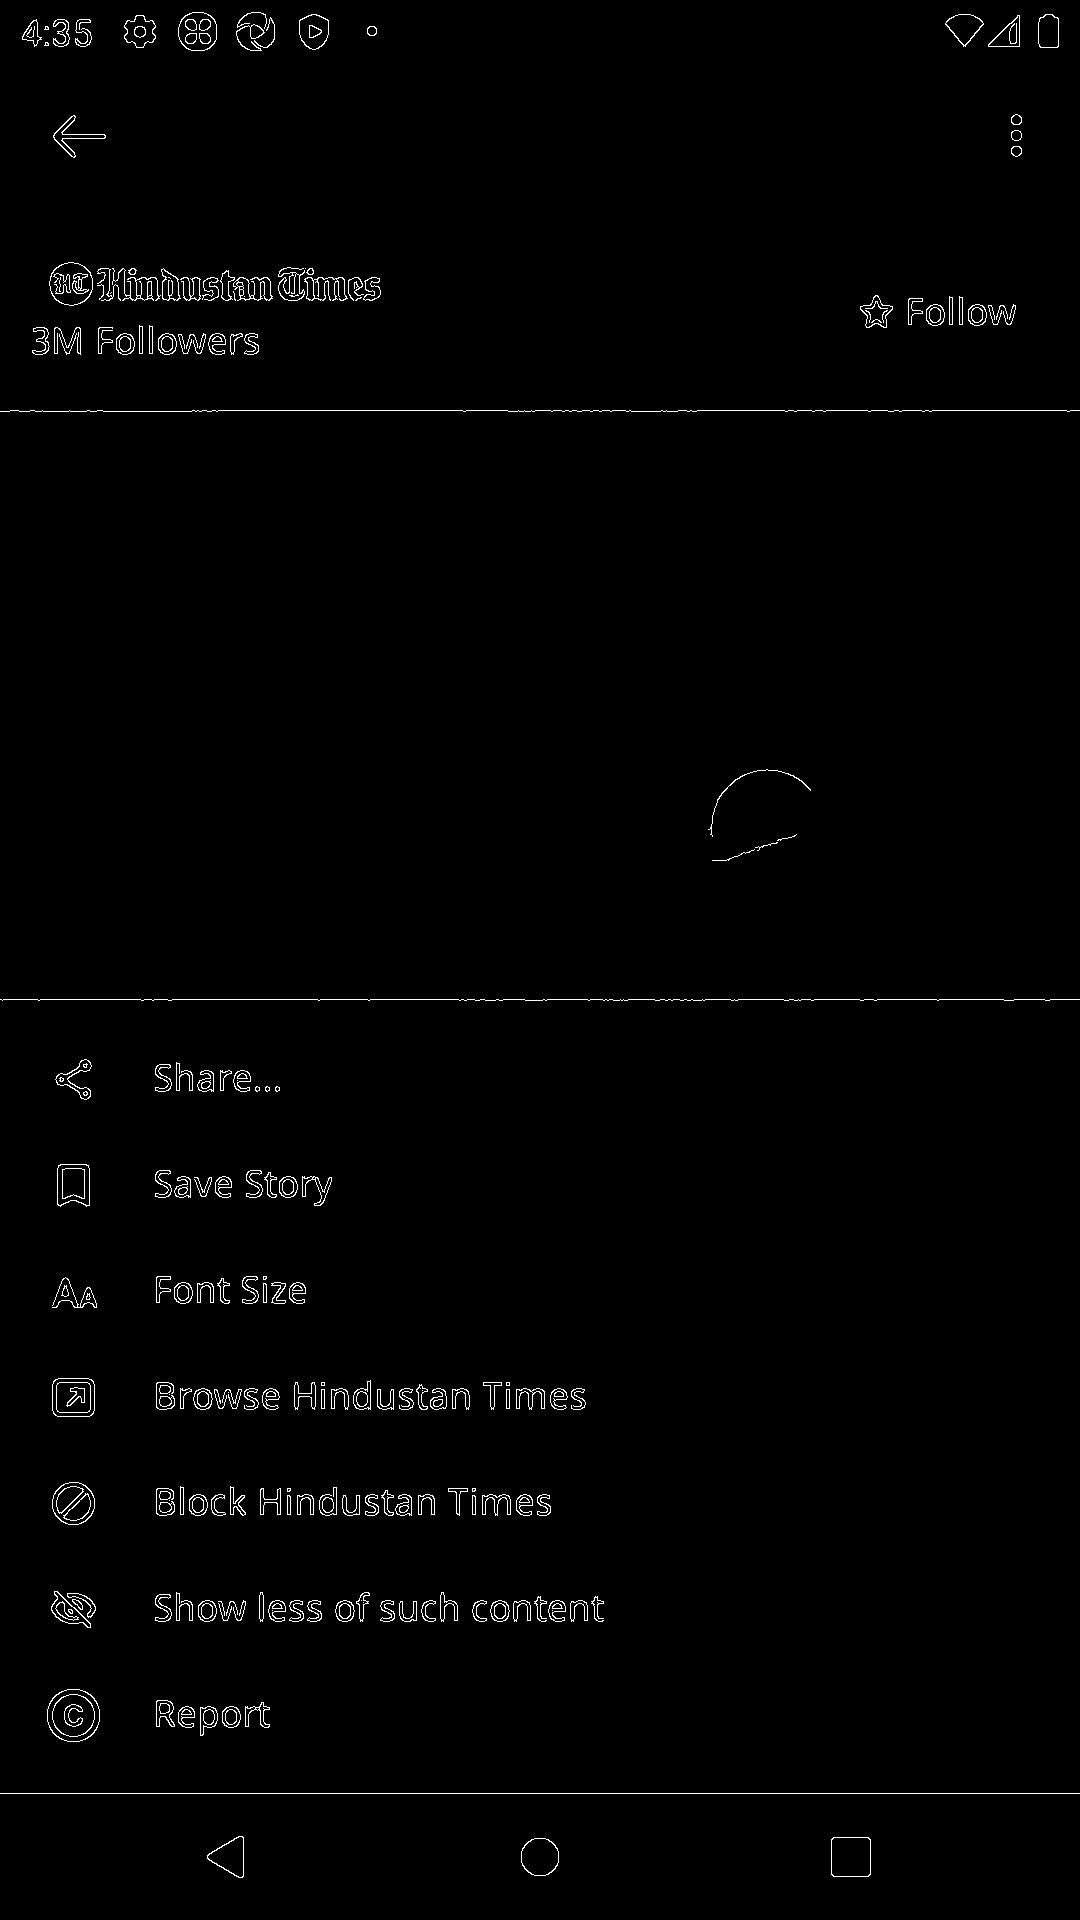 4:35
HT Hindustan Times
3M Followers
Follow
Share...
Save Story
AA Font Size
Browse Hindustan Times
Block Hindustan Times
Show less of such content
C Report